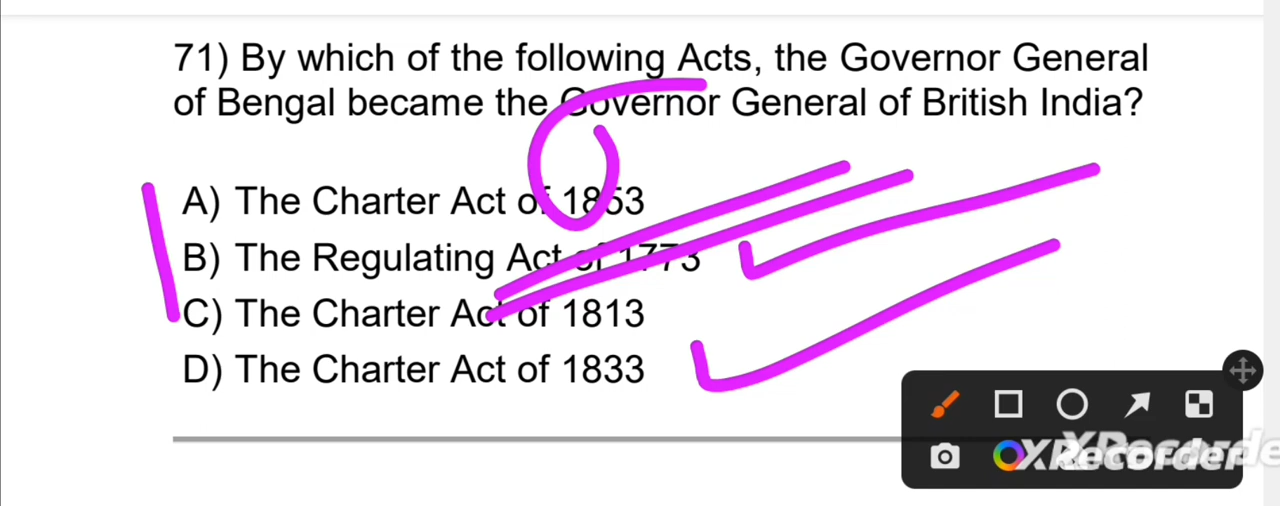 71) By which of the following Acts, the Governor General
of Bengal became the Governor General of British India?
A) The Charter Act of 1853
B) The Regulating Act of 1773
C) The Charter Act of 1813
D) The Charter Act of 1833
XRecorder